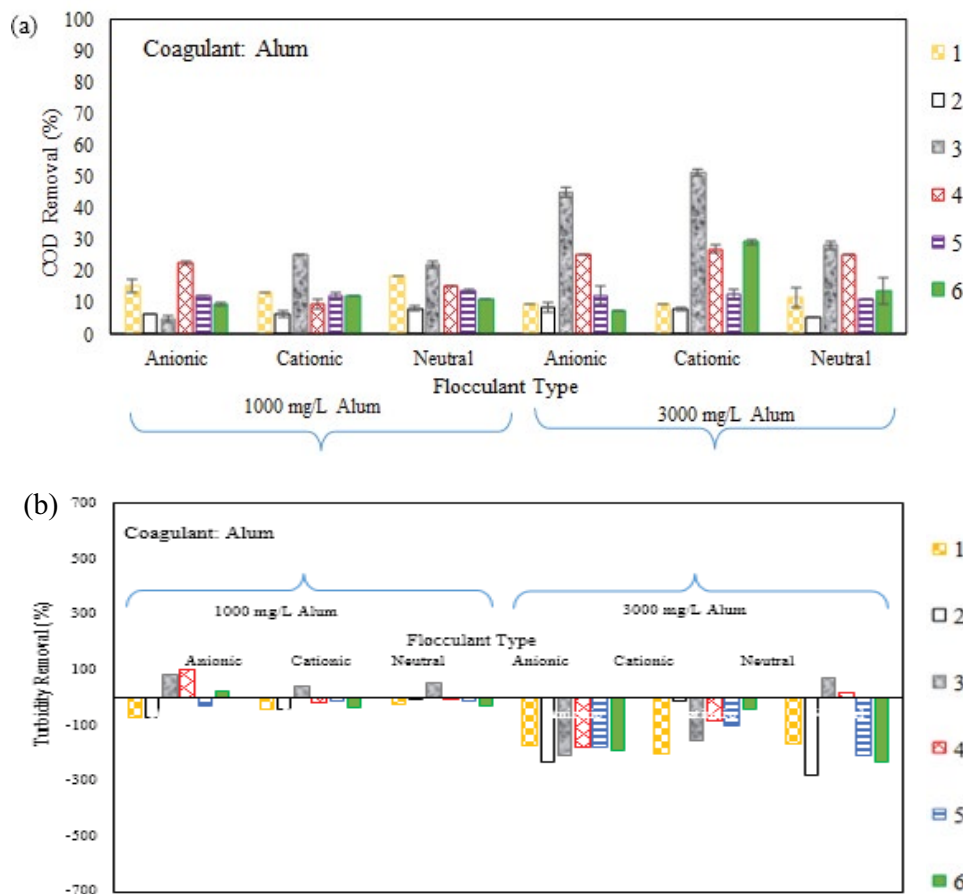 (a)
100
90
80
70
60
50
40
30
20
10
0
COD Removal (%)
Coagulant: Alum
Anionic Cationic Neutral Anionic Cationic Neutral
Flocculant Type
1000 mg/L Alum 3000 mg/L Alum
1
2
3
4
5
6
(b)
700
500
300
100
-100
-300
-500
-700
Turbidity Removal (%)
Coagulant: Alum
1000 mg/L Alum 3000 mg/L Alum
Flocculant Type
Anionic Cationic Neutral Anionic Cationic Neutral
1
2
3
4
5
6